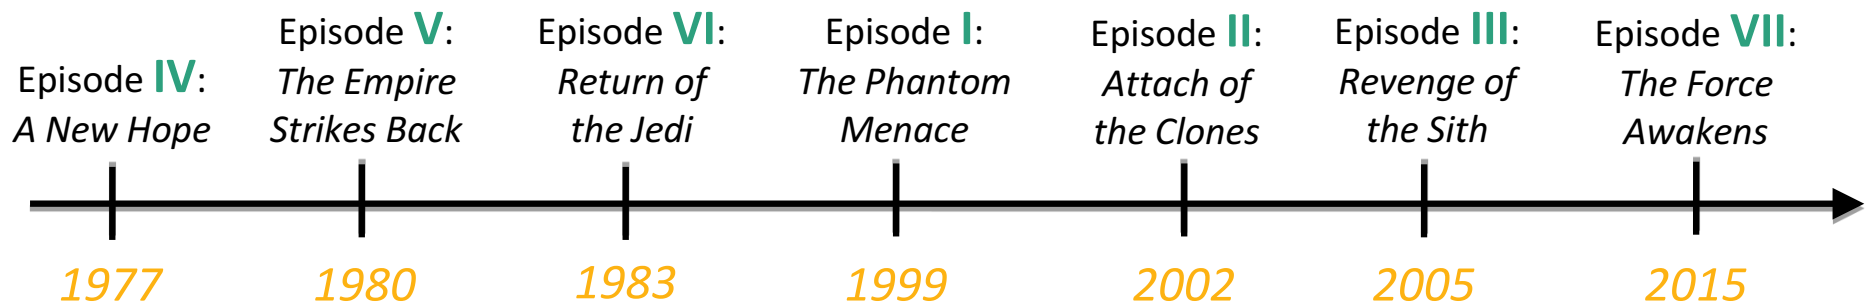 Episode IV:
A New Hope
Episode V:
The Empire
Strikes Back
Episode VI:
Return of
the Jedi
Episode I:
The Phantom
Menace
Episode II:
Attach of
the Clones
Episode III:
Revenge of
the Sith
Episode VII:
The Force
Awakens
1977
1980
1983
1999
2002
2005
2015